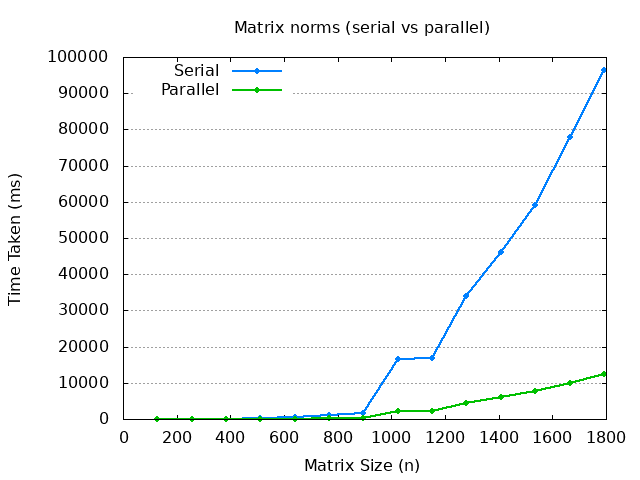 Matrix norms (serial vs parallel)
Time Taken (ms)
100000
90000
80000
70000
60000
50000
40000
30000
20000
10000
0
Serial
Parallel
0 200 400 600 800 1000 1200 1400 1600 1800
Matrix Size (n)